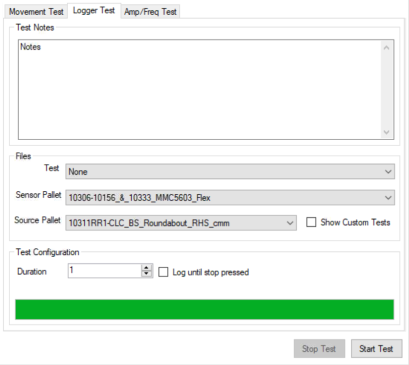 Movement Test Logger Test Amp/Freq Test
Test Notes
Notes
Files
Test None
Sensor Pallet 10306-10156_&_10333_MMC5603_Flex
Source Pallet 10311RR1-CLC_BS_Roundabout_RHS_cmm Show Custom Tests
Test Configuration
Duration 1 Log until stop pressed
Stop Test Start Test